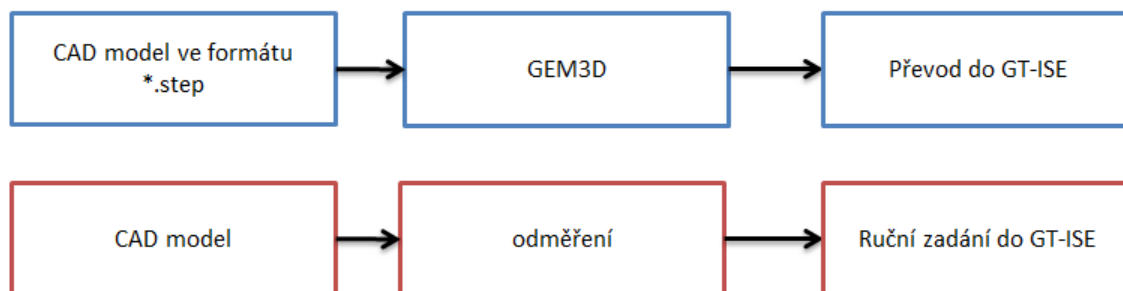 CAD model ve formátu
*.step
GEM3D
Převod do GT-ISE
CAD model
odměření
Ruční zadání do GT-ISE